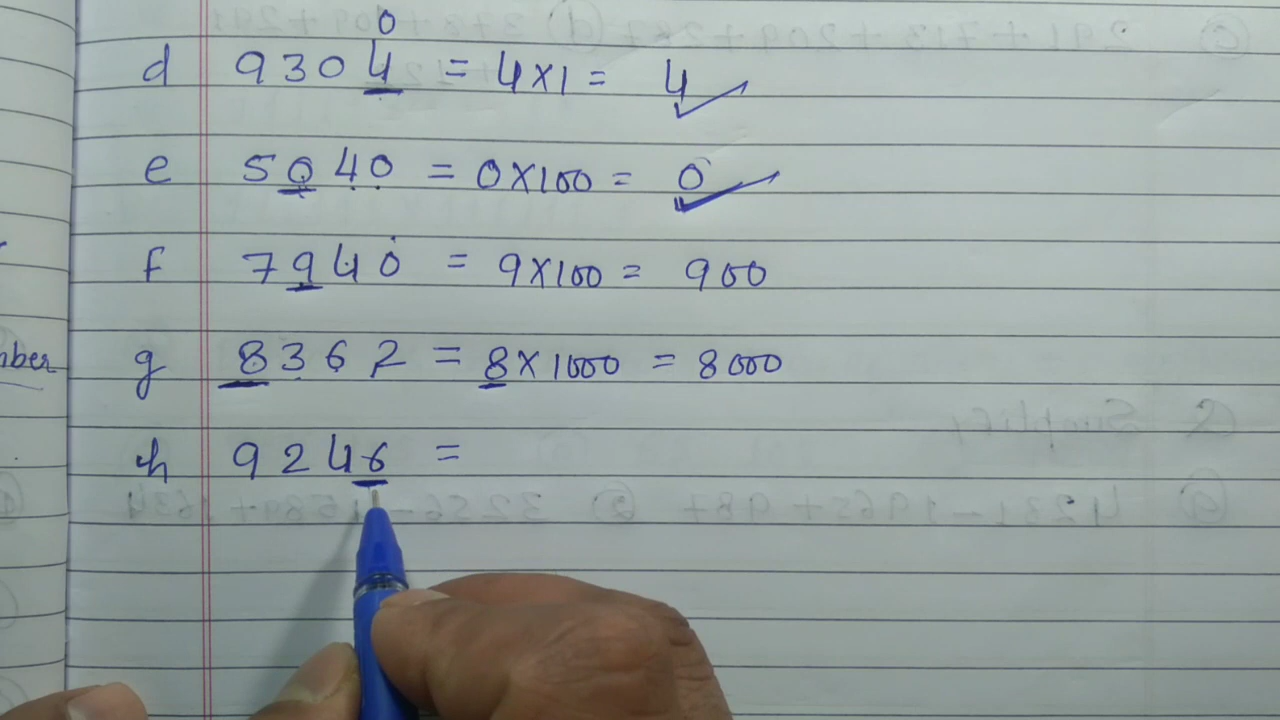 0
d 9304 = 4×1 = 4
e 5040 = 0×100 = 0
f 7940 = 9×100 = 900
g 8362 = 8×1000 = 8000
h 9246 =